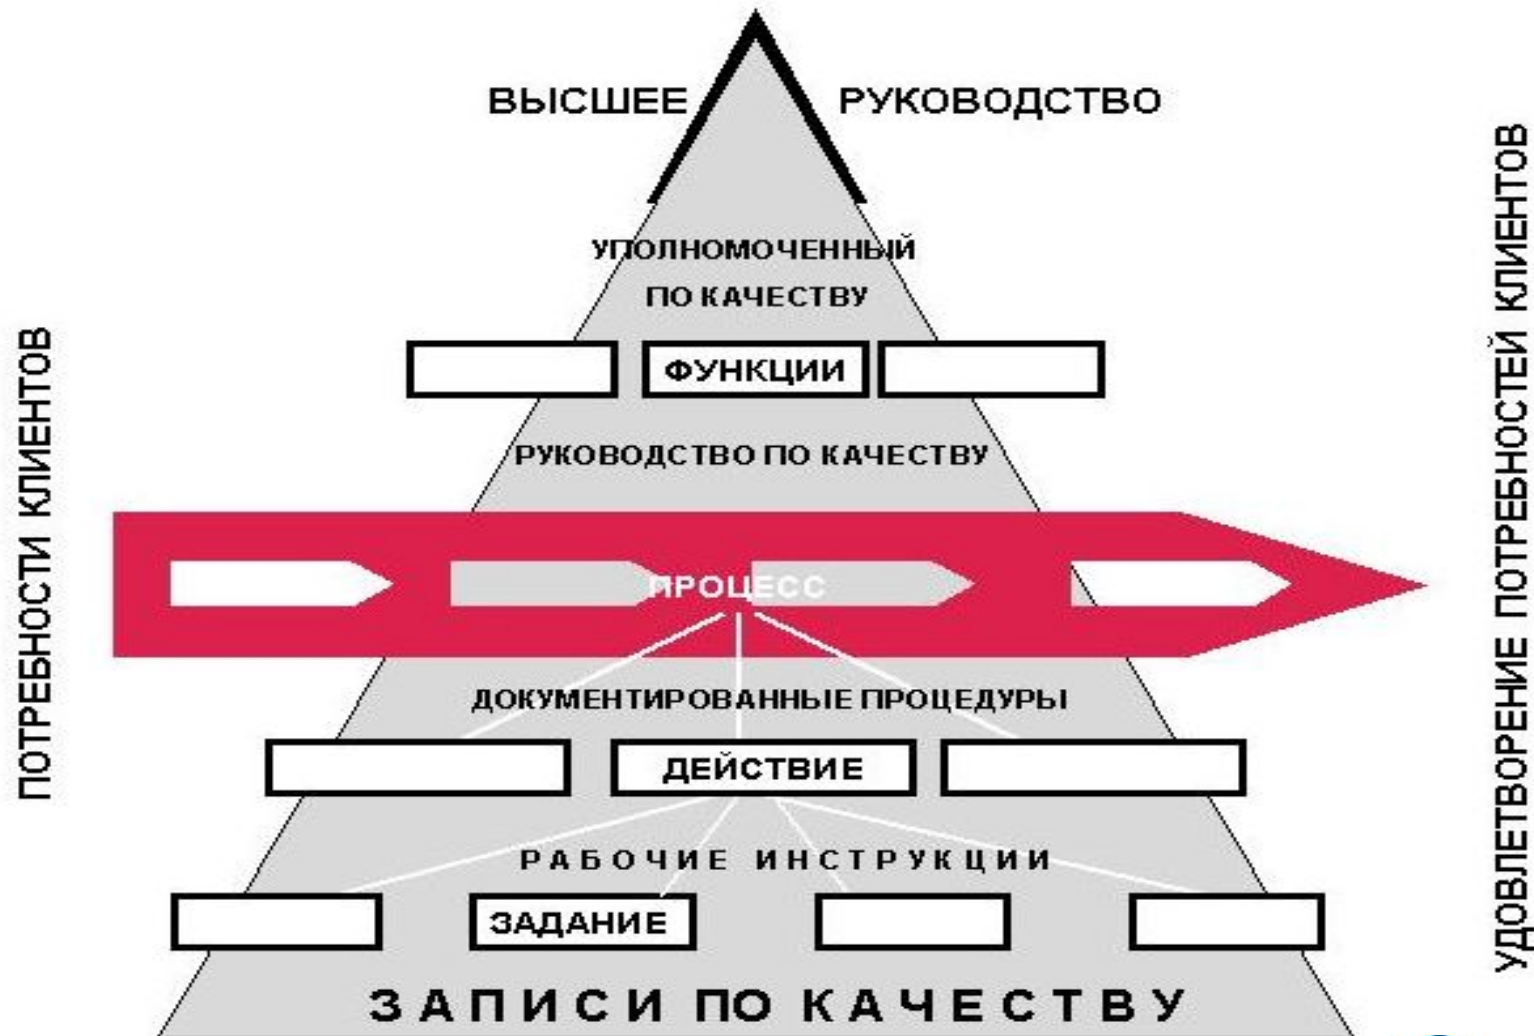 ВЫСШЕЕ РУКОВОДСТВО
УПОЛНОМОЧЕННЫЙ
ПО КАЧЕСТВУ
ФУНКЦИИ
РУКОВОДСТВО ПО КАЧЕСТВУ
ПОТРЕБНОСТИ КЛИЕНТОВ
ПРОЦЕСС
УДОВЛЕТВОРЕНИЕ ПОТРЕБНОСТЕЙ КЛИЕНТОВ
ДОКУМЕНТИРОВАННЫЕ ПРОЦЕДУРЫ
ДЕЙСТВИЕ
РАБОЧИЕ ИНСТРУКЦИИ
ЗАДАНИЕ
ЗАПИСИ ПО КАЧЕСТВУ